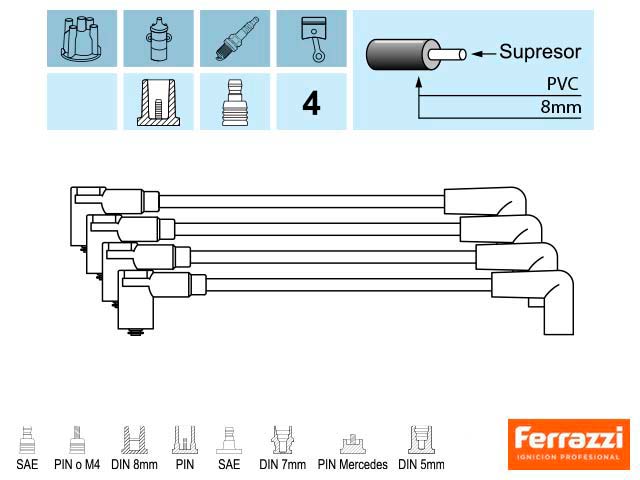 Supresor
PVC
8mm
4
SAE
PIN o M4
DIN 8mm
PIN
SAE
DIN 7mm
PIN Mercedes
DIN 5mm
Ferrazzi
IGNICION PROFESIONAL